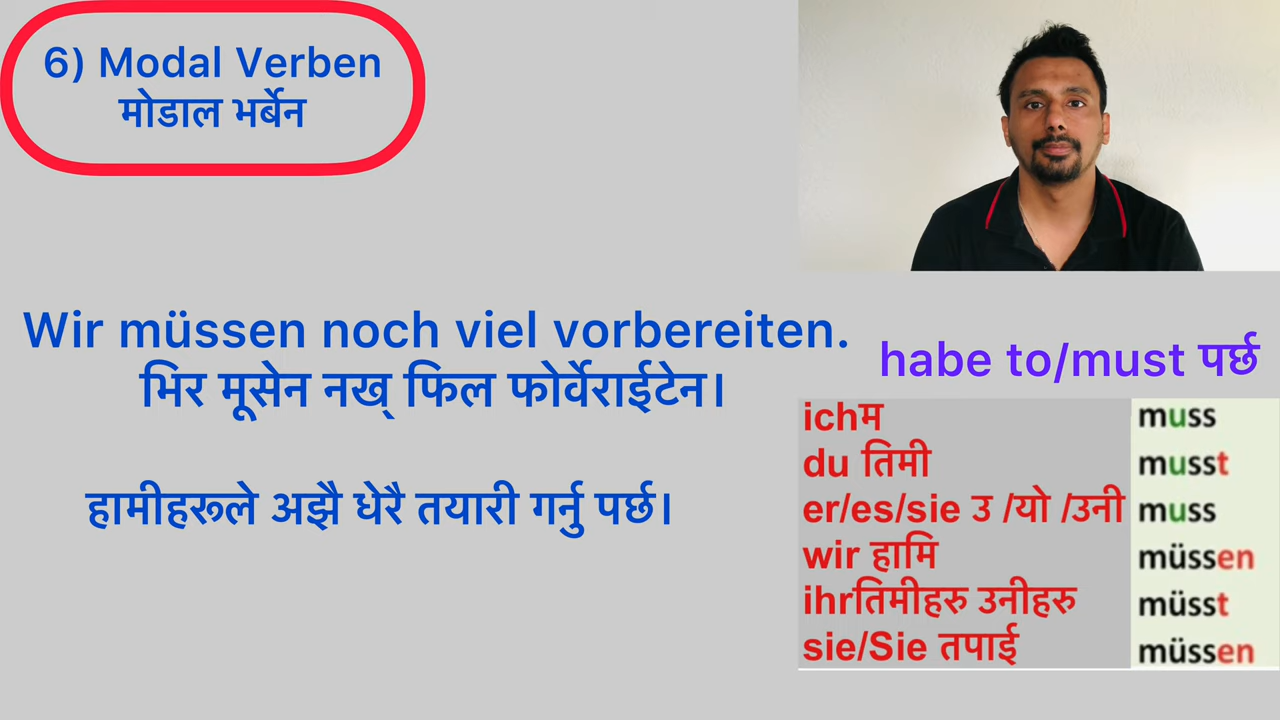 6) Modal Verben
मोडाल भर्बेन
Wir müssen noch viel vorbereiten.
भिर मूसेन नख् फिल फोर्वेराईटेन।
हामीहरूले अझै धेरै तयारी गर्नु पर्छ।
habe to/must पर्छ
ichम muss
du तिमी musst
er/es/sie उ /यो /उनी muss
wir हामि müssen
ihrतिमीहरु उनीहरु müsst
sie/Sie तपाई müssen